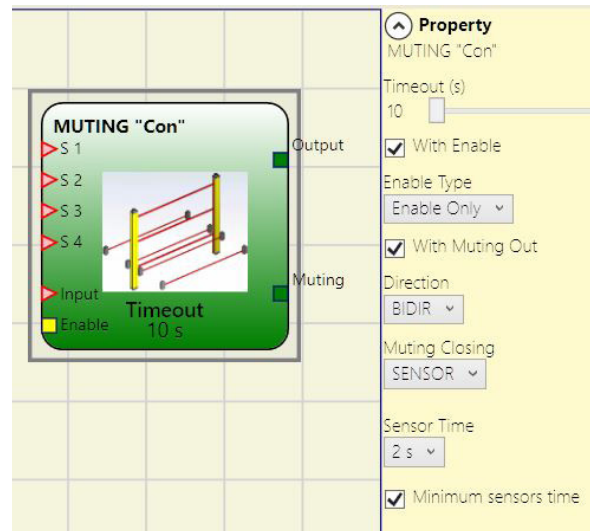 MUTING "Con"
S 1
Output
S 2
S 3
S 4
Input
Muting
Enable
Timeout
10 s
Property
MUTING "Con"
Timeout (s)
10
With Enable
Enable Type
Enable Only
With Muting Out
Direction
BIDIR
Muting Closing
SENSOR
Sensor Time
2 s
Minimum sensors time